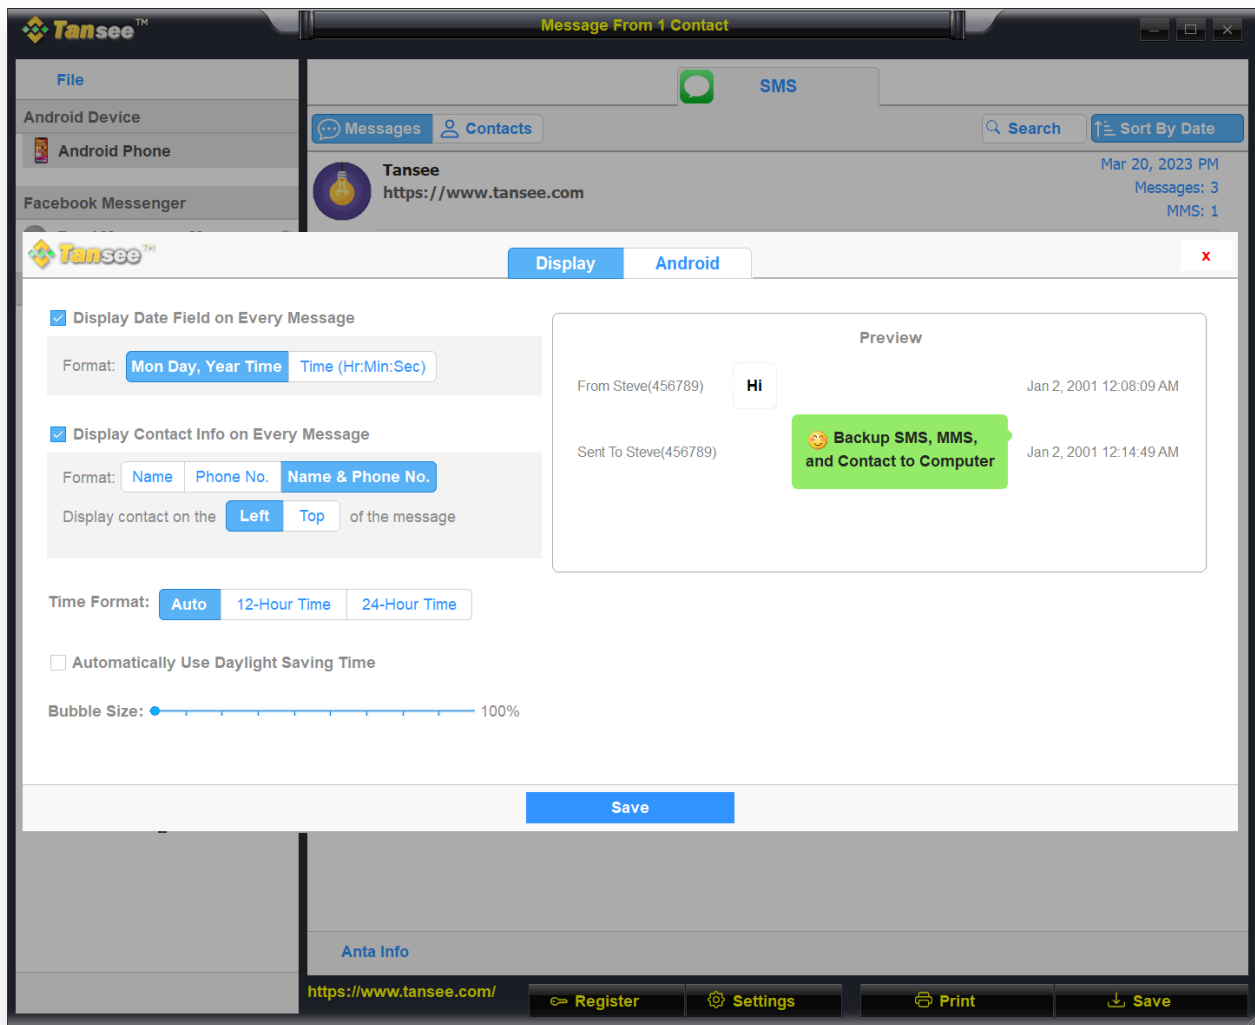 Tansee™
Message From 1 Contact
File
SMS
Android Device
Messages
Contacts
Search
Sort By Date
Android Phone
Tansee
https://www.tansee.com
Mar 20, 2023 PM
Messages: 3
MMS: 1
Facebook Messenger
Tansee™
Display
Android
x
Display Date Field on Every Message
Format: Mon Day, Year Time Time (Hr:Min:Sec)
Display Contact Info on Every Message
Format: Name Phone No. Name & Phone No.
Display contact on the Left Top of the message
Time Format: Auto 12-Hour Time 24-Hour Time
Automatically Use Daylight Saving Time
Bubble Size: 100%
Preview
From Steve(456789) Hi Jan 2, 2001 12:08:09 AM
Backup SMS, MMS,
Sent To Steve(456789) Jan 2, 2001 12:14:49 AM
and Contact to Computer
Save
Anta Info
https://www.tansee.com/
Register
Settings
Print
Save